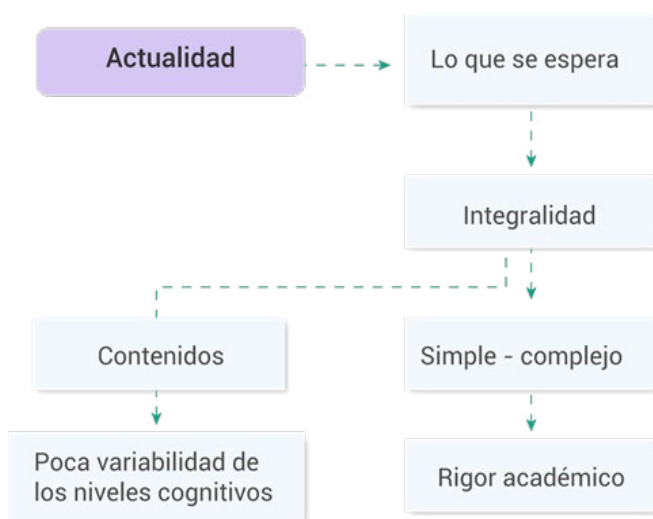 Actualidad
Lo que se espera
Integralidad
Contenidos
Simple - complejo
Poca variabilidad de
los niveles cognitivos
Rigor académico